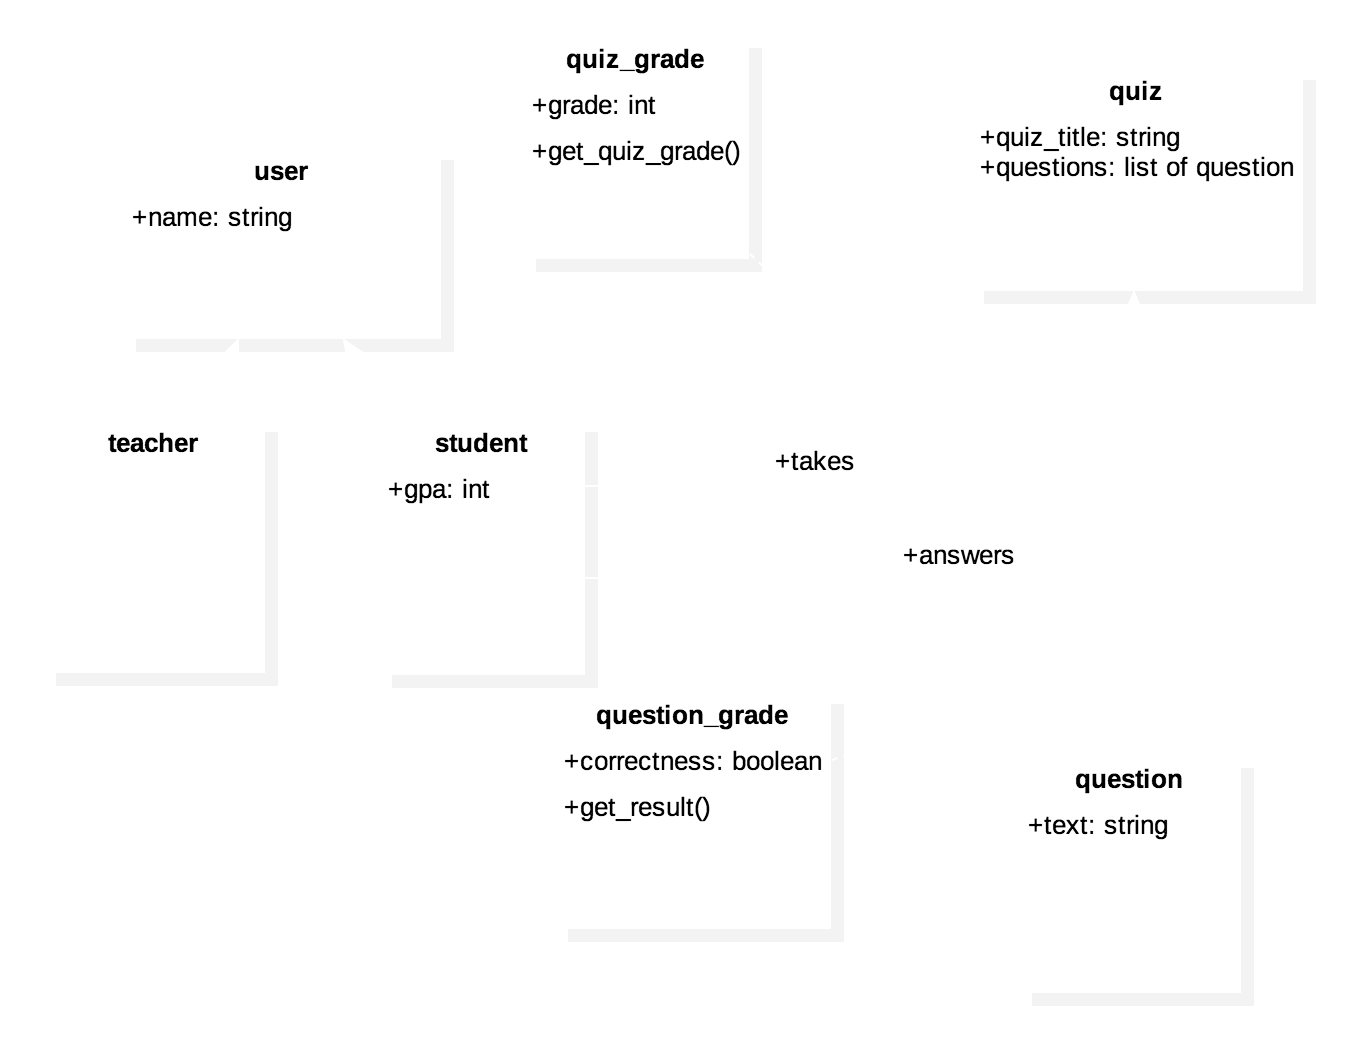 quiz_grade
+grade: int
+get_quiz_grade()
quiz
+quiz_title: string
+questions: list of question
user
+name: string
teacher
student
+gpa: int
+takes
+answers
question_grade
+correctness: boolean
+get_result()
question
+text: string